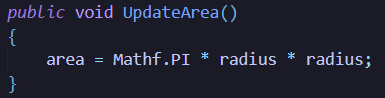 public void UpdateArea()
{
    area = Mathf.PI * radius * radius;
}